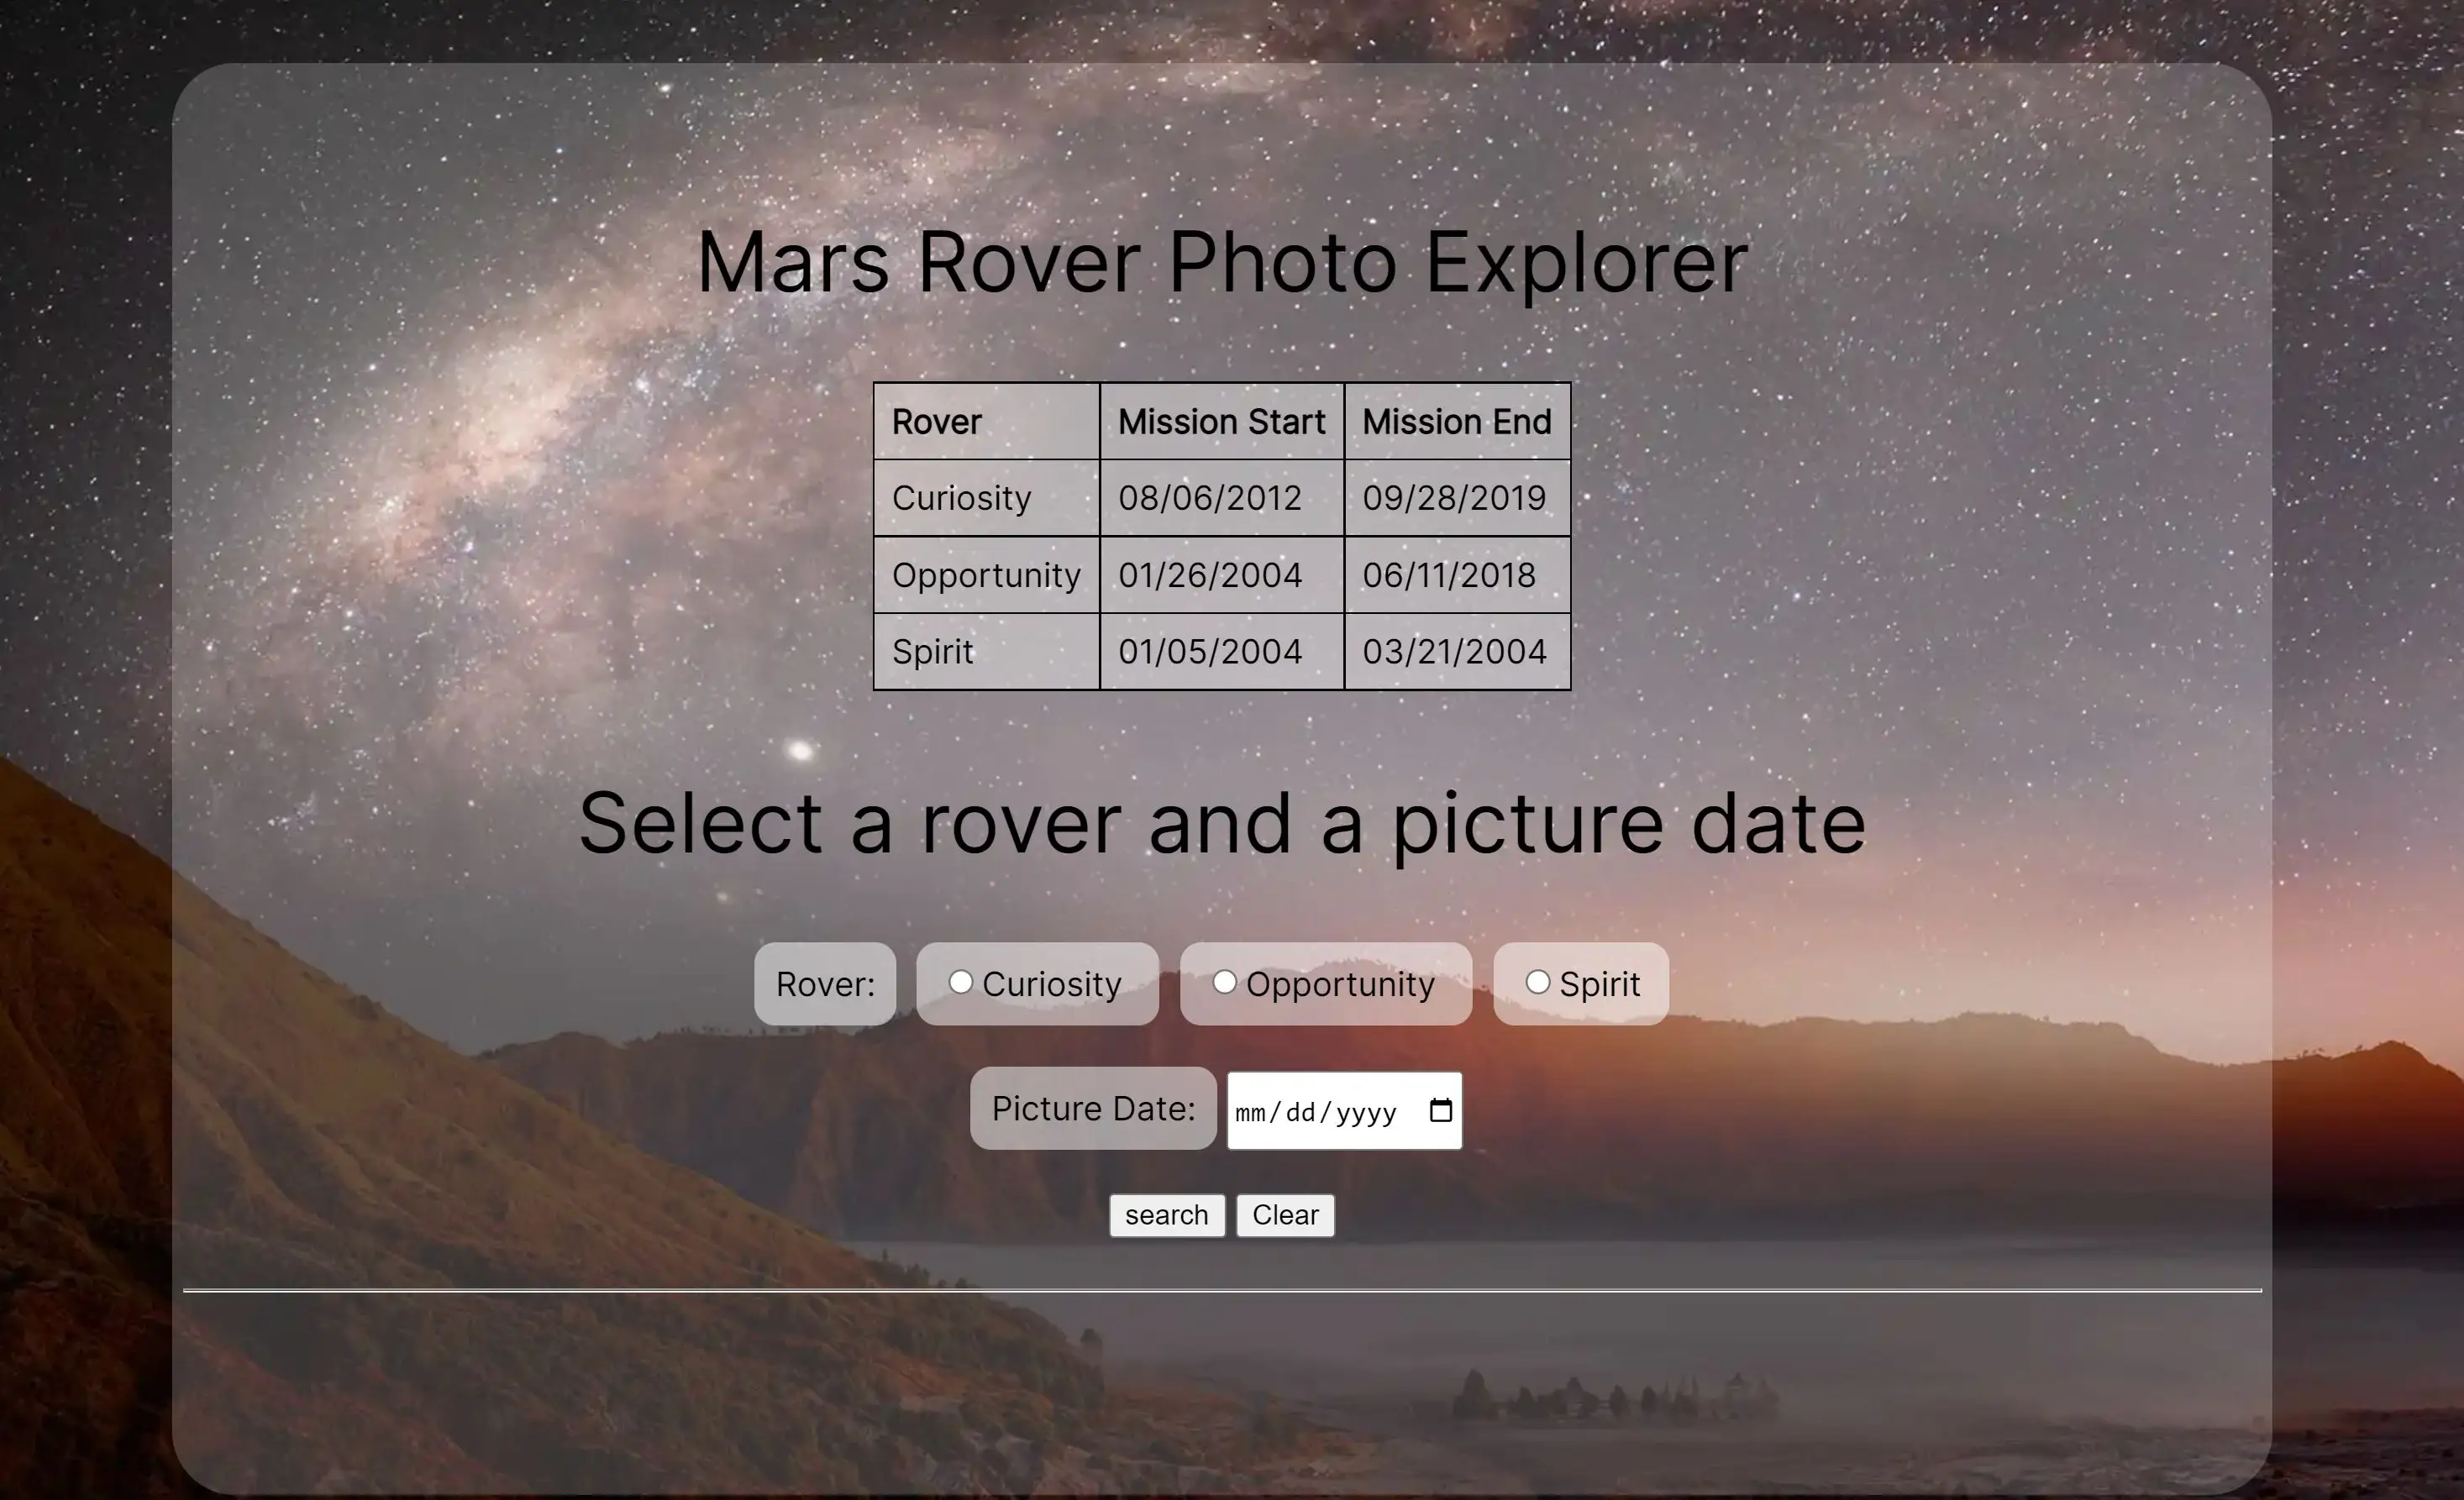 Mars Rover Photo Explorer
Rover Mission Start Mission End
Curiosity 08/06/2012 09/28/2019
Opportunity 01/26/2004 06/11/2018
Spirit 01/05/2004 03/21/2004
Select a rover and a picture date
Rover: Curiosity Opportunity Spirit
Picture Date: mm/dd/yyyy
search Clear